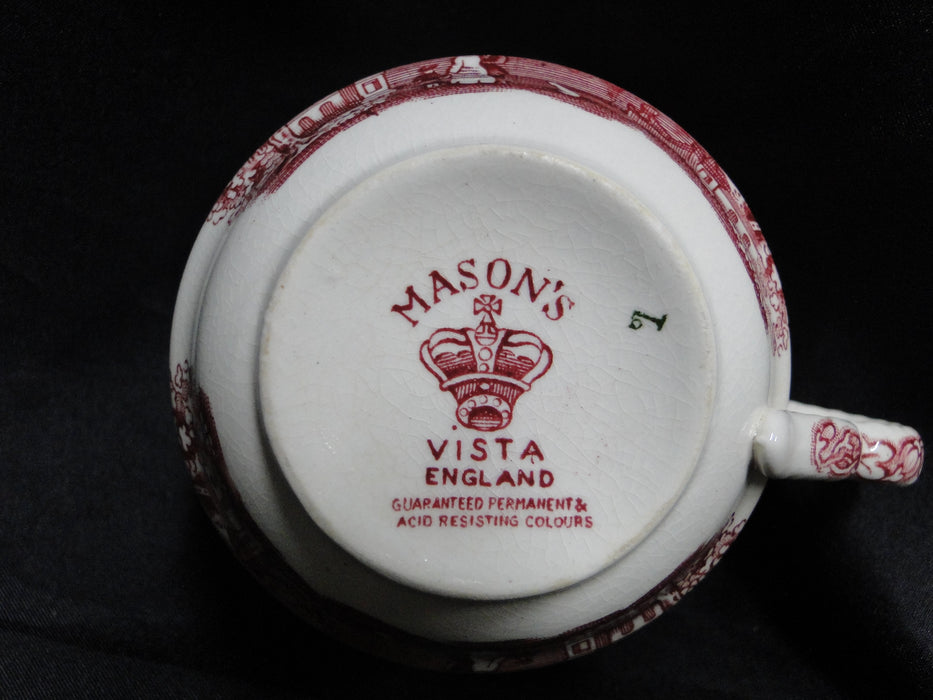 MASON'S
VISTA
ENGLAND
GUARANTEED PERMANENT &
ACID RESISTING COLOURS